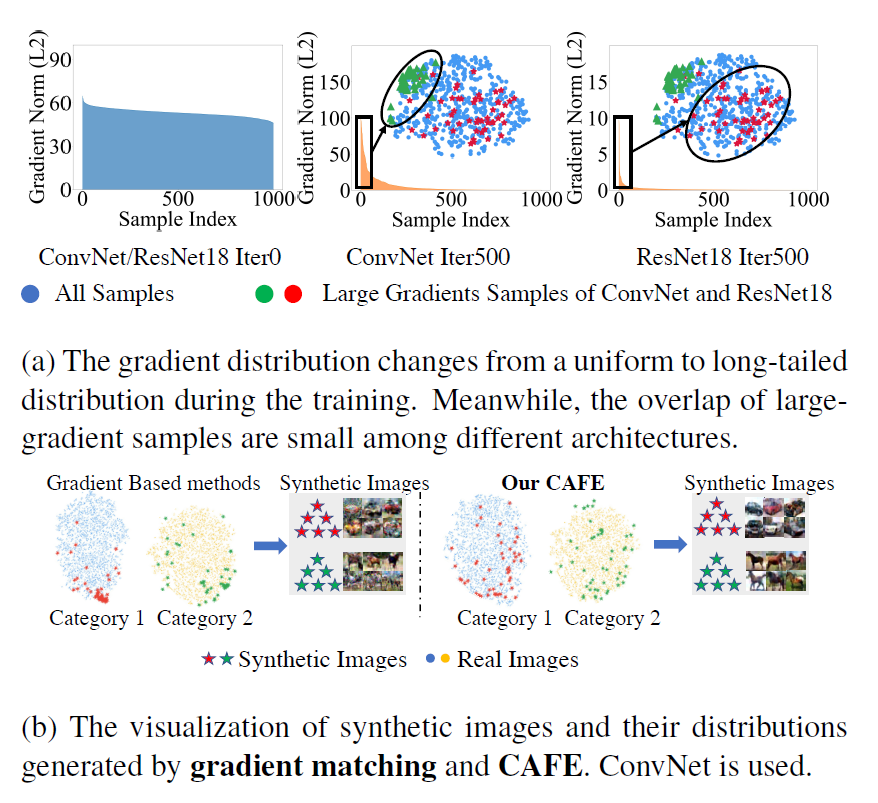 Gradient Norm (L2)
90
60
30
0
0
500
1000
Sample Index
ConvNet/ResNet18 Iter0
Gradient Norm (L2)
150
100
50
0
0
500
1000
Sample Index
ConvNet Iter500
Gradient Norm (L2)
15
10
5
0
0
500
1000
Sample Index
ResNet18 Iter500
All Samples
Large Gradients Samples of ConvNet and ResNet18
(a) The gradient distribution changes from a uniform to long-tailed
distribution during the training. Meanwhile, the overlap of large-
gradient samples are small among different architectures.
Gradient Based methods
Synthetic Images
Category 1
Category 2
Our CAFE
Synthetic Images
Category 1
Category 2
Synthetic Images
Real Images
(b) The visualization of synthetic images and their distributions
generated by gradient matching and CAFE. ConvNet is used.